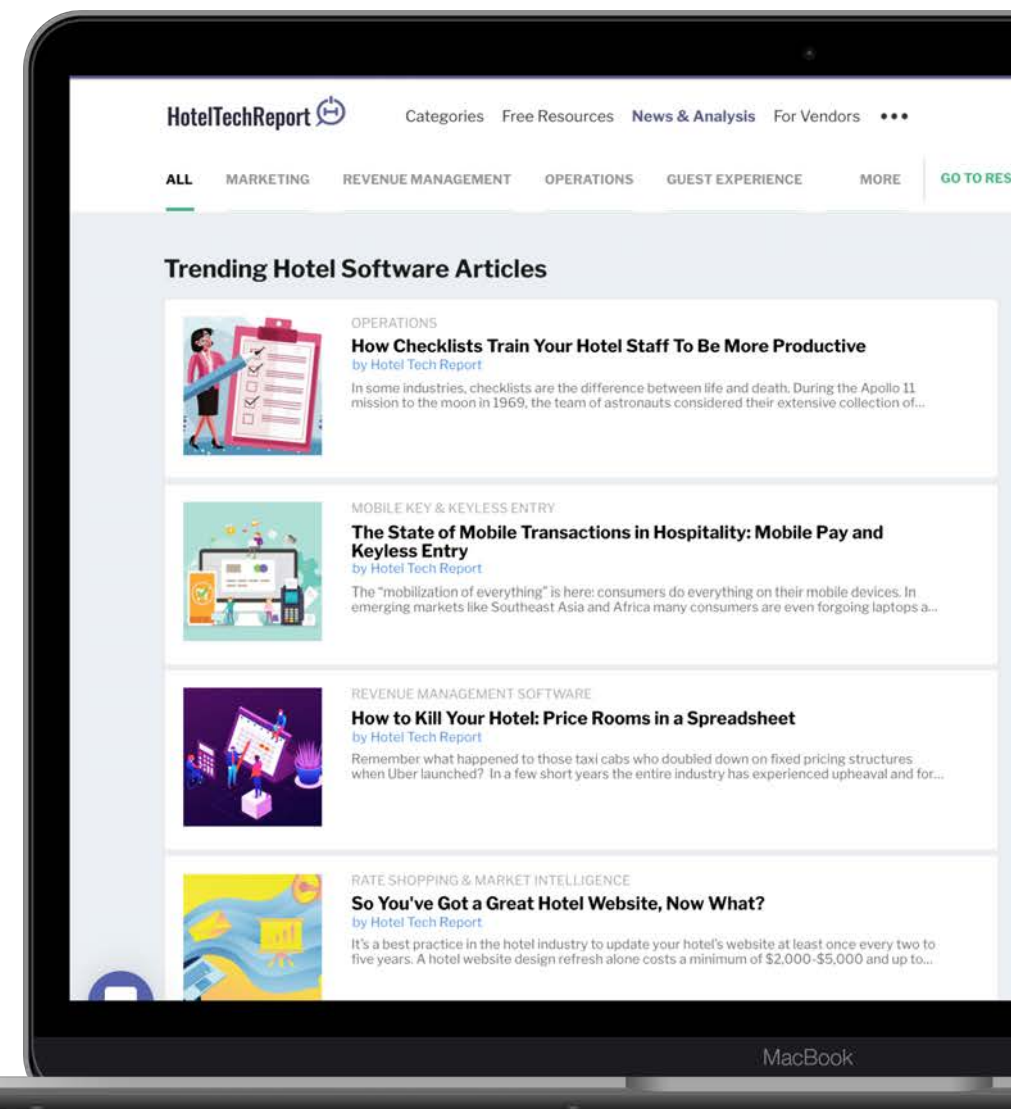 HotelTechReport
Categories Free Resources News & Analysis For Vendors •••
ALL MARKETING REVENUE MANAGEMENT OPERATIONS GUEST EXPERIENCE MORE GO TO RES
Trending Hotel Software Articles
OPERATIONS
How Checklists Train Your Hotel Staff To Be More Productive
by Hotel Tech Report
In some industries, checklists are the difference between life and death. During the Apollo 11
mission to the moon in 1969, the team of astronauts considered their extensive collection of...
MOBILE KEY & KEYLESS ENTRY
The State of Mobile Transactions in Hospitality: Mobile Pay and
Keyless Entry
by Hotel Tech Report
The “mobilization of everything” is here: consumers do everything on their mobile devices. In
emerging markets like Southeast Asia and Africa many consumers are even forgoing laptops a...
REVENUE MANAGEMENT SOFTWARE
How to Kill Your Hotel: Price Rooms in a Spreadsheet
by Hotel Tech Report
Remember what happened to those taxi cabs who doubled down on fixed pricing structures
when Uber launched? In a few short years the entire industry has experienced upheaval and for...
RATE SHOPPING & MARKET INTELLIGENCE
So You've Got a Great Hotel Website, Now What?
by Hotel Tech Report
It's a best practice in the hotel industry to update your hotel's website at least once every two to
five years. A hotel website design refresh alone costs a minimum of $2,000-$5,000 and up to...
MacBook